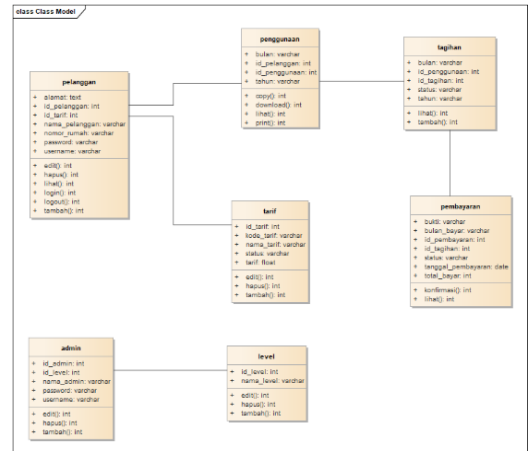 class Class Model
pelanggan
+ alamat: text
+ id_pelanggan: int
+ id_tarif: int
+ nama_pelanggan: varchar
+ nomor_rumah: varchar
+ password: varchar
+ username: varchar
+ edit(): int
+ hapus(): int
+ lihat(): int
+ login(): int
+ logout(): int
+ tambah(): int
penggunaan
+ bulan: varchar
+ id_pelanggan: int
+ id_penggunaan: int
+ tahun: varchar
+ copy(): int
+ download(): int
+ lihat(): int
+ print(): int
tagihan
+ bulan: varchar
+ id_penggunaan: int
+ id_tagihan: int
+ status: varchar
+ tahun: varchar
+ lihat(): int
+ tambah(): int
tarif
+ id_tarif: int
+ kode_tarif: varchar
+ nama_tarif: varchar
+ status: varchar
+ tarif: float
+ edit(): int
+ hapus(): int
+ tambah(): int
pembayaran
+ bukti: varchar
+ bulan_bayar: varchar
+ id_pembayaran: int
+ id_tagihan: int
+ status: varchar
+ tanggal_pembayaran: date
+ total_bayar: int
+ konfirmasi(): int
+ lihat(): int
admin
+ id_admin: int
+ id_level: int
+ nama_admin: varchar
+ password: varchar
+ username: varchar
+ edit(): int
+ hapus(): int
+ tambah(): int
level
+ id_level: int
+ nama_level: varchar
+ edit(): int
+ hapus(): int
+ tambah(): int